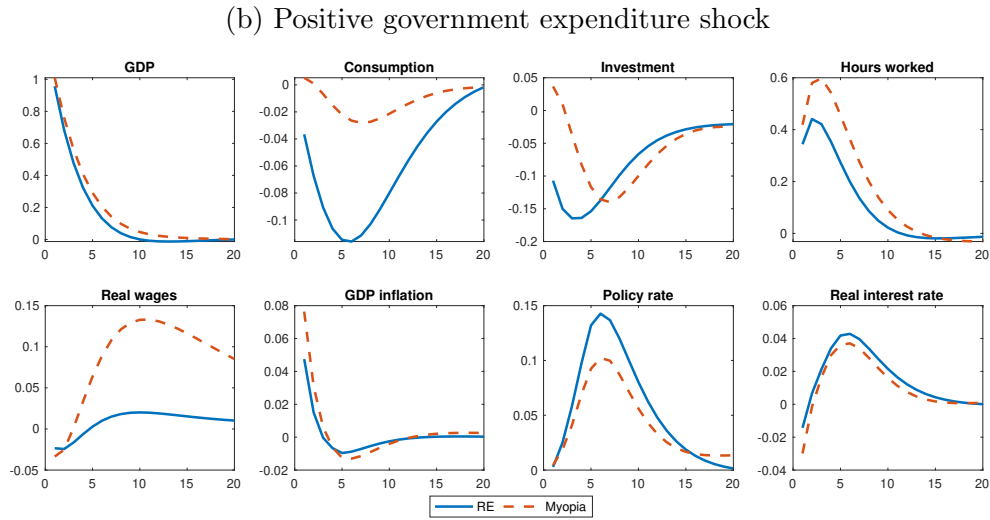 (b) Positive government expenditure shock
GDP
1
0.8
0.6
0.4
0.2
0
0 5 10 15 20
Consumption
-0
-0.02
-0.04
-0.06
-0.08
-0.1
0 5 10 15 20
Investment
0.05
0
-0.05
-0.1
-0.15
-0.2
0 5 10 15 20
Hours worked
0.6
0.4
0.2
0
0 5 10 15 20
Real wages
0.15
0.1
0.05
0
-0.05
0 5 10 15 20
GDP inflation
0.08
0.06
0.04
0.02
0
-0.02
0 5 10 15 20
Policy rate
0.15
0.1
0.05
0
0 5 10 15 20
Real interest rate
0.06
0.04
0.02
0
-0.02
-0.04
0 5 10 15 20
RE Myopia